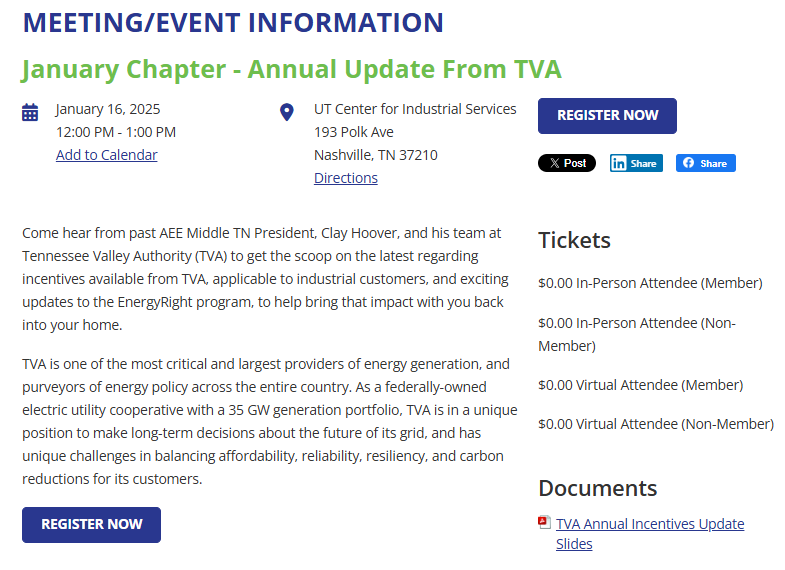 MEETING/EVENT INFORMATION
January Chapter - Annual Update From TVA
January 16, 2025
12:00 PM - 1:00 PM
Add to Calendar
UT Center for Industrial Services
193 Polk Ave
Nashville, TN 37210
Directions
REGISTER NOW
X Post
in Share
f Share
Come hear from past AEE Middle TN President, Clay Hoover, and his team at
Tennessee Valley Authority (TVA) to get the scoop on the latest regarding
incentives available from TVA, applicable to industrial customers, and exciting
updates to the EnergyRight program, to help bring that impact with you back
into your home.
TVA is one of the most critical and largest providers of energy generation, and
purveyors of energy policy across the entire country. As a federally-owned
electric utility cooperative with a 35 GW generation portfolio, TVA is in a unique
position to make long-term decisions about the future of its grid, and has
unique challenges in balancing affordability, reliability, resiliency, and carbon
reductions for its customers.
REGISTER NOW
Tickets
$0.00 In-Person Attendee (Member)
$0.00 In-Person Attendee (Non-
Member)
$0.00 Virtual Attendee (Member)
$0.00 Virtual Attendee (Non-Member)
Documents
TVA Annual Incentives Update
Slides